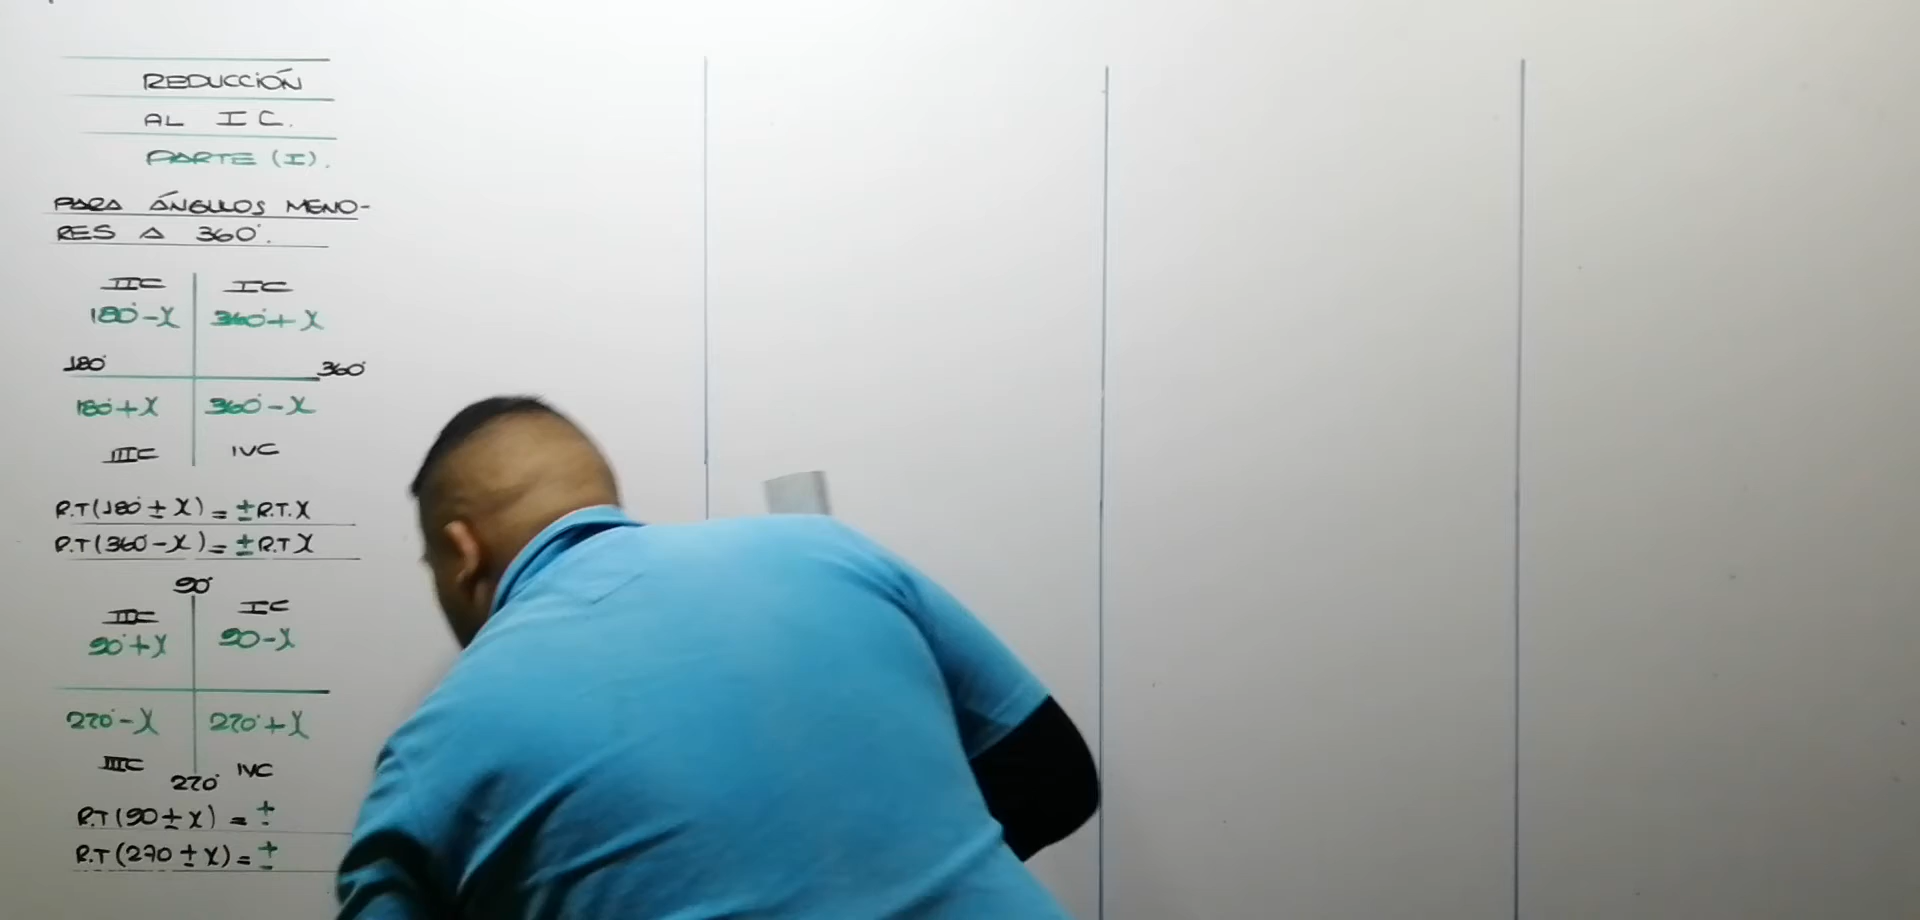 REDUCCIÓN
AL I C.
PARTE (I).
PARA ÁNGULOS MENO-
RES A 360°.
IIC IC
180°-X 360°+X
180° 360°
180°+X 360°-X
IIIC IVC
R.T(180°±X)=±R.T.X
R.T(360°-X)=±R.T X
90°
IIC IC
90°+X 90-X
270°-X 270°+X
IIIC IVC
270°
R.T(90±X)=±
R.T(270±X)=±